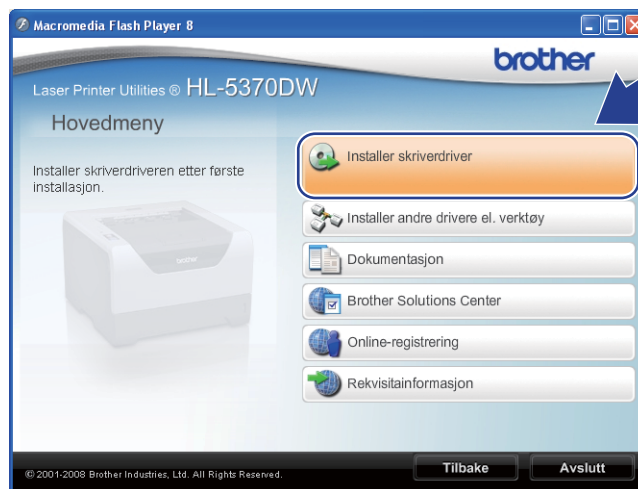 Macromedia Flash Player 8
brother
Laser Printer Utilities ® HL-5370DW
Hovedmeny
Installer skriverdriveren etter første
installasjon.
brother
Installer skriverdriver
Installer andre drivere el. verktøy
Dokumentasjon
Brother Solutions Center
Online-registrering
Rekvisitainformasjon
© 2001-2008 Brother Industries, Ltd. All Rights Reserved.
Tilbake
Avslutt